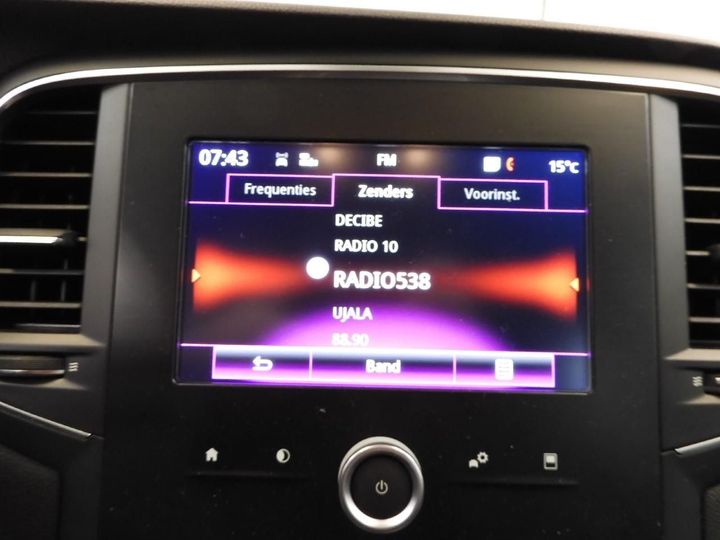 07:43 FM 15°C
Frequenties Zenders Voorinst.
DECIBE
RADIO 10
RADIO538
UJALA
88.90
Band